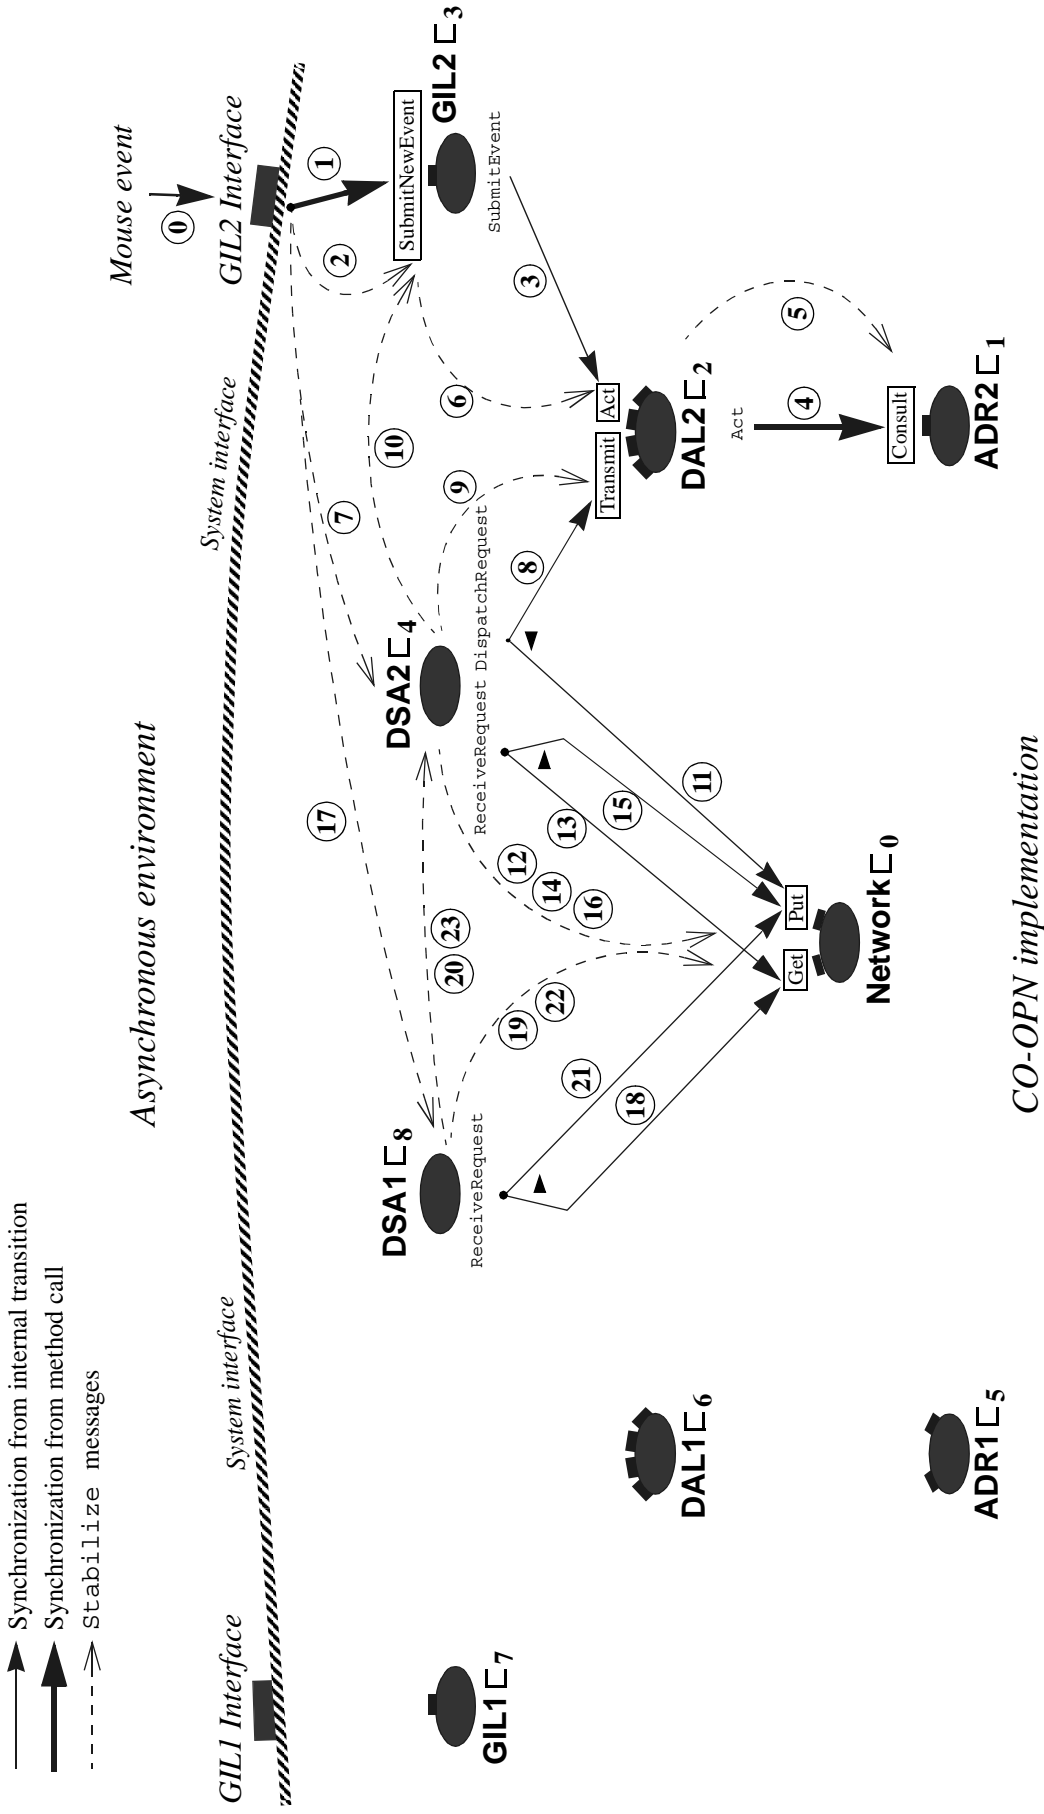 Synchronization from internal transition
Synchronization from method call
Stabilize messages
Asynchronous environment
Mouse event
0
GIL1 Interface
System interface
System interface
GIL2 Interface
1
2
17
7
10
SubmitNewEvent
GIL1⊏7
DSA1⊏8
DSA2⊏4
GIL2⊏3
ReceiveRequest
ReceiveRequest
DispatchRequest
SubmitEvent
20
23
6
9
3
8
19
22
12
14
16
13
15
21
18
11
Transmit
Act
DAL1⊏6
DAL2⊏2
5
Act
4
Get
Put
Network⊏0
Consult
ADR1⊏5
ADR2⊏1
CO-OPN implementation